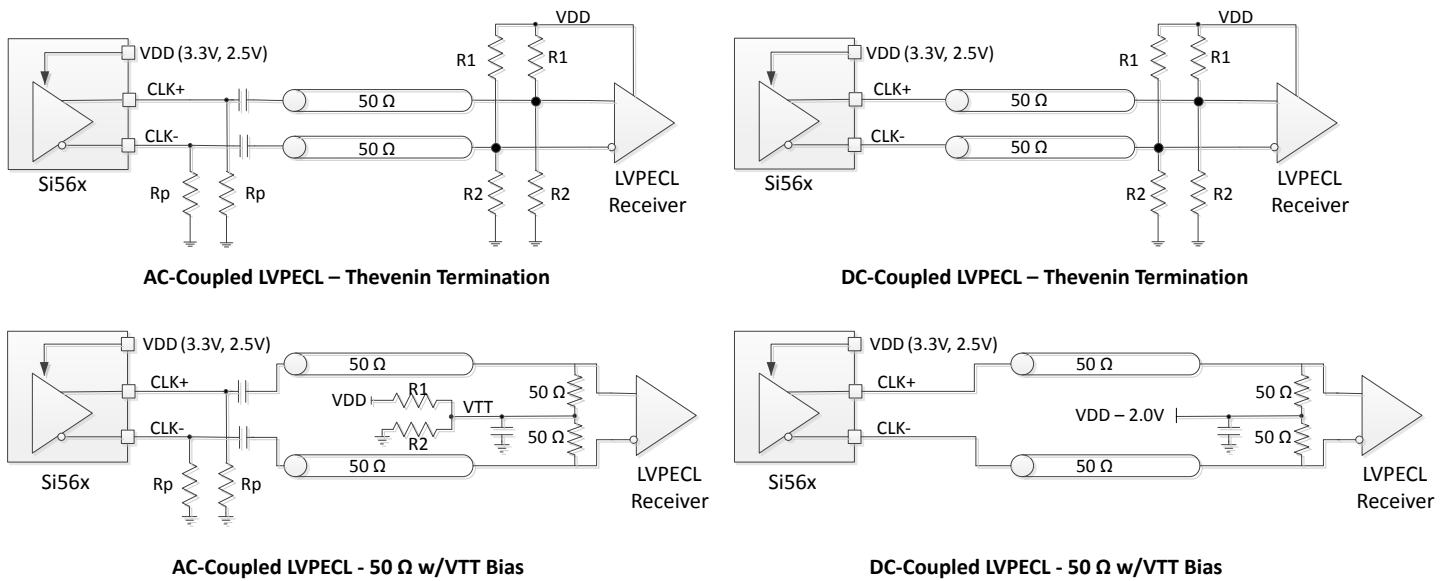 VDD
VDD (3.3V, 2.5V)
R1
R1
CLK+
50 Ω
CLK-
50 Ω
Si56x
Rp
Rp
R2
R2
LVPECL
Receiver
AC-Coupled LVPECL – Thevenin Termination
VDD
VDD (3.3V, 2.5V)
R1
R1
CLK+
50 Ω
CLK-
50 Ω
Si56x
R2
R2
LVPECL
Receiver
DC-Coupled LVPECL – Thevenin Termination
VDD (3.3V, 2.5V)
50 Ω
CLK+
R1
50 Ω
VDD
VTT
CLK-
R2
50 Ω
50 Ω
Si56x
Rp
Rp
LVPECL
Receiver
AC-Coupled LVPECL - 50 Ω w/VTT Bias
VDD (3.3V, 2.5V)
50 Ω
CLK+
50 Ω
VDD – 2.0V
CLK-
50 Ω
50 Ω
Si56x
LVPECL
Receiver
DC-Coupled LVPECL - 50 Ω w/VTT Bias